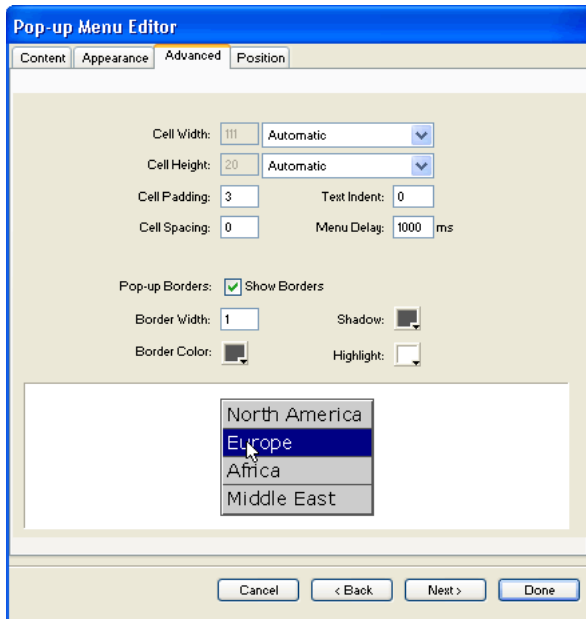 Pop-up Menu Editor
Content Appearance Advanced Position
Cell Width: 111 Automatic
Cell Height: 20 Automatic
Cell Padding: 3 Text Indent: 0
Cell Spacing: 0 Menu Delay: 1000 ms
Pop-up Borders: Show Borders
Border Width: 1 Shadow:
Border Color: Highlight:
North America
Europe
Africa
Middle East
Cancel < Back Next > Done